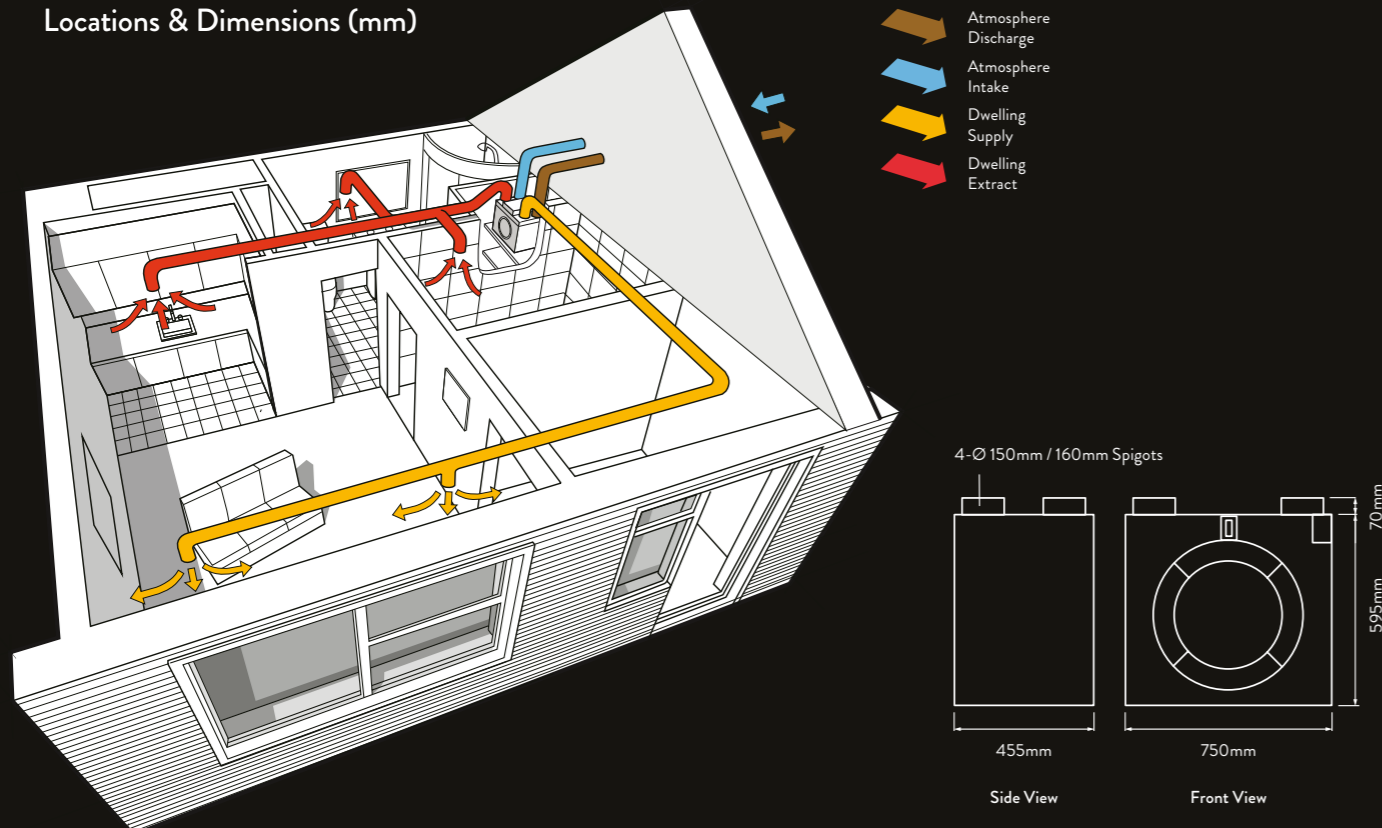 Locations & Dimensions (mm)
Atmosphere
Discharge
Atmosphere
Intake
Dwelling
Supply
Dwelling
Extract
4-Ø 150mm / 160mm Spigots
70mm
595mm
455mm
750mm
Side View
Front View